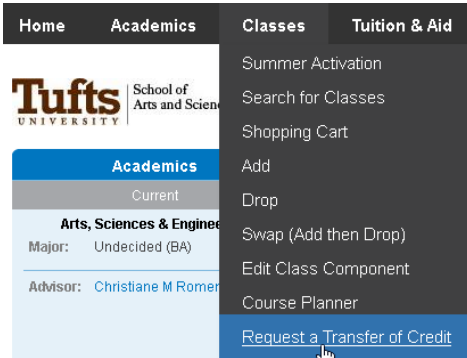 Home Academics Classes Tuition & Aid
Summer Activation
Search for Classes
Shopping Cart
Add
Drop
Swap (Add then Drop)
Edit Class Component
Course Planner
Request a Transfer of Credit
Tufts
UNIVERSITY
School of
Arts and Scien
Academics
Current
Arts, Sciences & Enginee
Major: Undecided (BA)
Advisor: Christiane M Romer